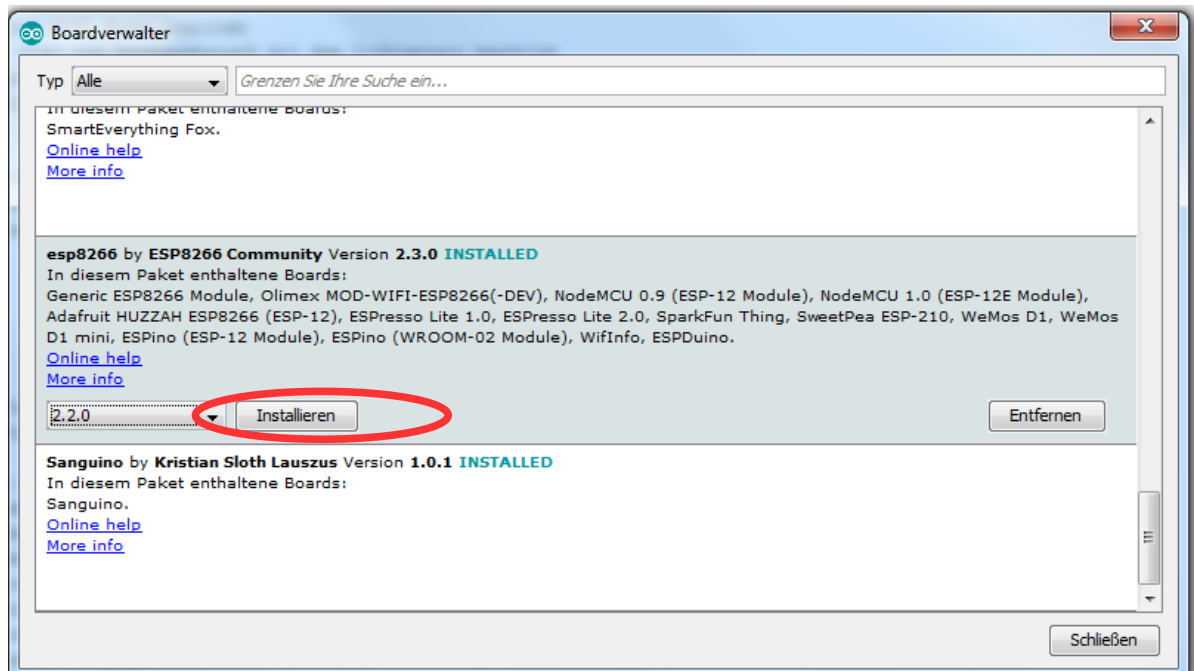 Boardverwalter
Typ Alle Grenzen Sie Ihre Suche ein...
In diesem Paket enthaltene Boards:
SmartEverything Fox.
Online help
More info
esp8266 by ESP8266 Community Version 2.3.0 INSTALLED
In diesem Paket enthaltene Boards:
Generic ESP8266 Module, Olimex MOD-WIFI-ESP8266(-DEV), NodeMCU 0.9 (ESP-12 Module), NodeMCU 1.0 (ESP-12E Module),
Adafruit HUZZAH ESP8266 (ESP-12), ESPresso Lite 1.0, ESPresso Lite 2.0, SparkFun Thing, SweetPea ESP-210, WeMos D1, WeMos
D1 mini, ESPino (ESP-12 Module), ESPino (WROOM-02 Module), WifInfo, ESPDuino.
Online help
More info
2.2.0 Installieren Entfernen
Sanguino by Kristian Sloth Lauszus Version 1.0.1 INSTALLED
In diesem Paket enthaltene Boards:
Sanguino.
Online help
More info
Schließen